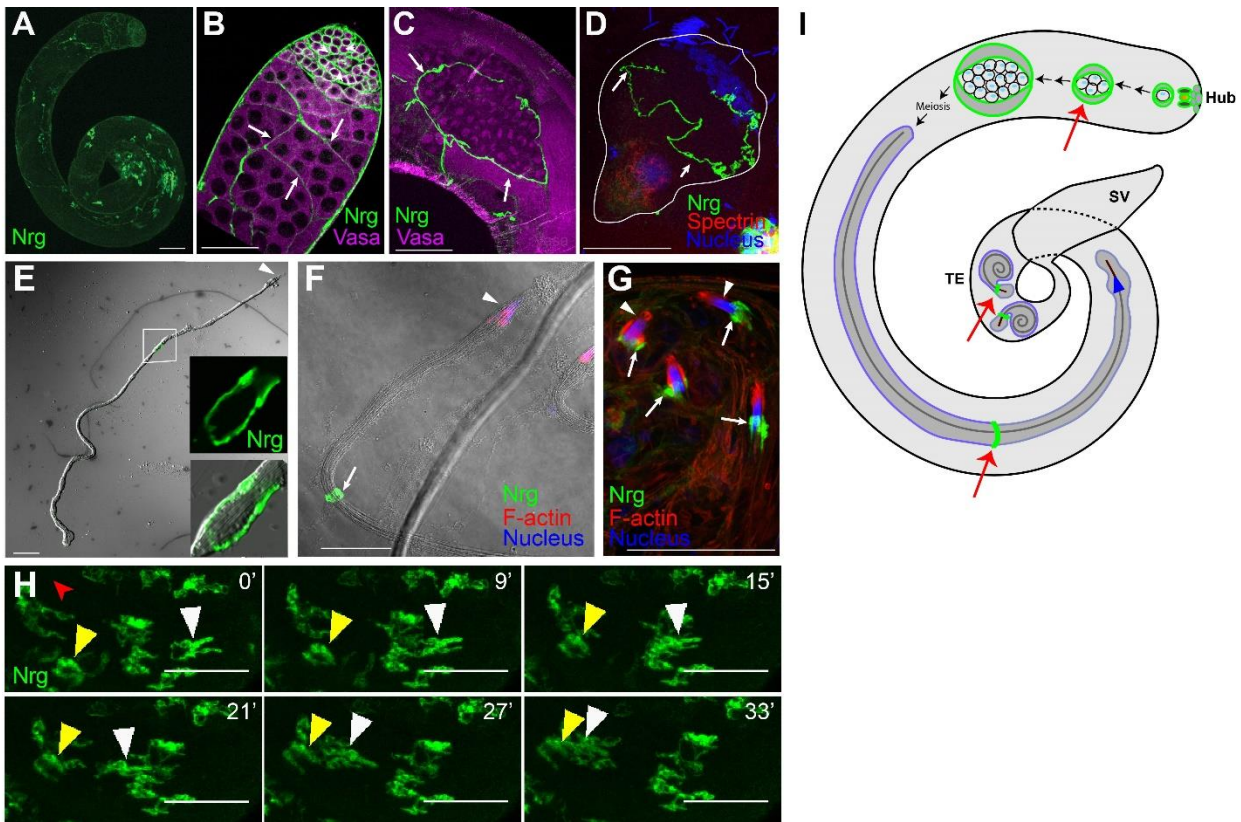 A
Nrg
B
Nrg
Vasa
C
Nrg
Vasa
D
Nrg
Spectrin
Nucleus
E
Nrg
F
Nrg
F-actin
Nucleus
G
Nrg
F-actin
Nucleus
H
Nrg
0’
9’
15’
21’
27’
33’
I
Meiosis
Hub
SV
TE